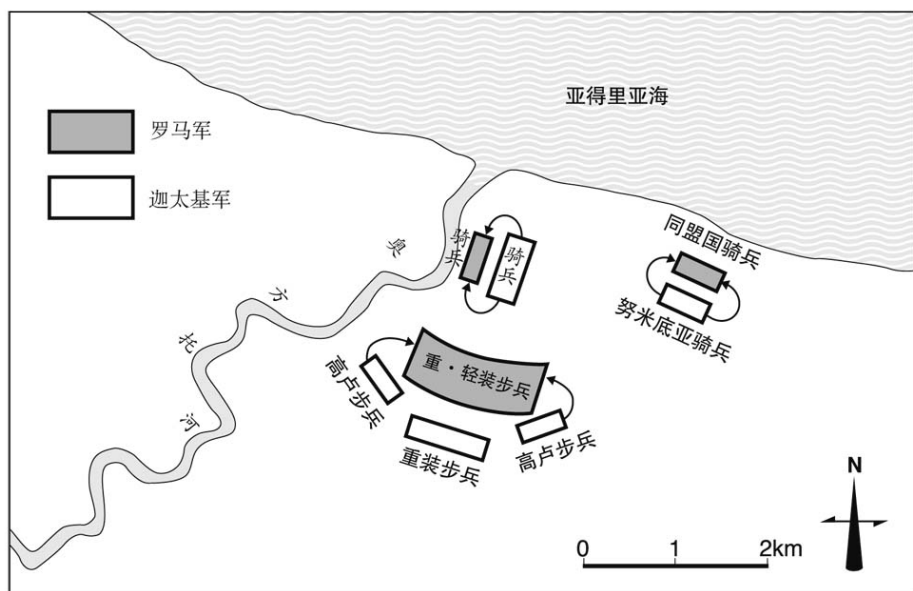 亚得里亚海
罗马军
迦太基军
奥
方
托
河
骑兵
骑兵
同盟国骑兵
努米底亚骑兵
高卢步兵
重·轻装步兵
重装步兵
高卢步兵
N
0 1 2km